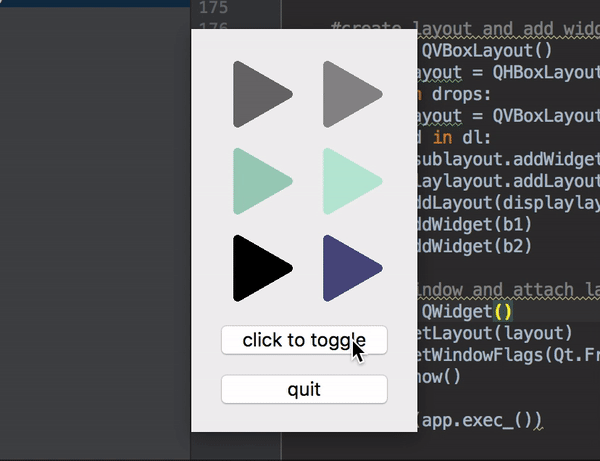 175
176
#create layout and add widg
QVBoxLayout()
ayout = QHBoxLayout
n drops:
ayout = QVBoxLayout
d in dl:
sublayout.addWidget
laylayout.addLayout
ddLayout(displaylay
ddWidget(b1)
ddWidget(b2)
indow and attach la
QWidget()
etLayout(layout)
etWindowFlags(Qt.Fr
how()
(app.exec_())
click to toggle
quit